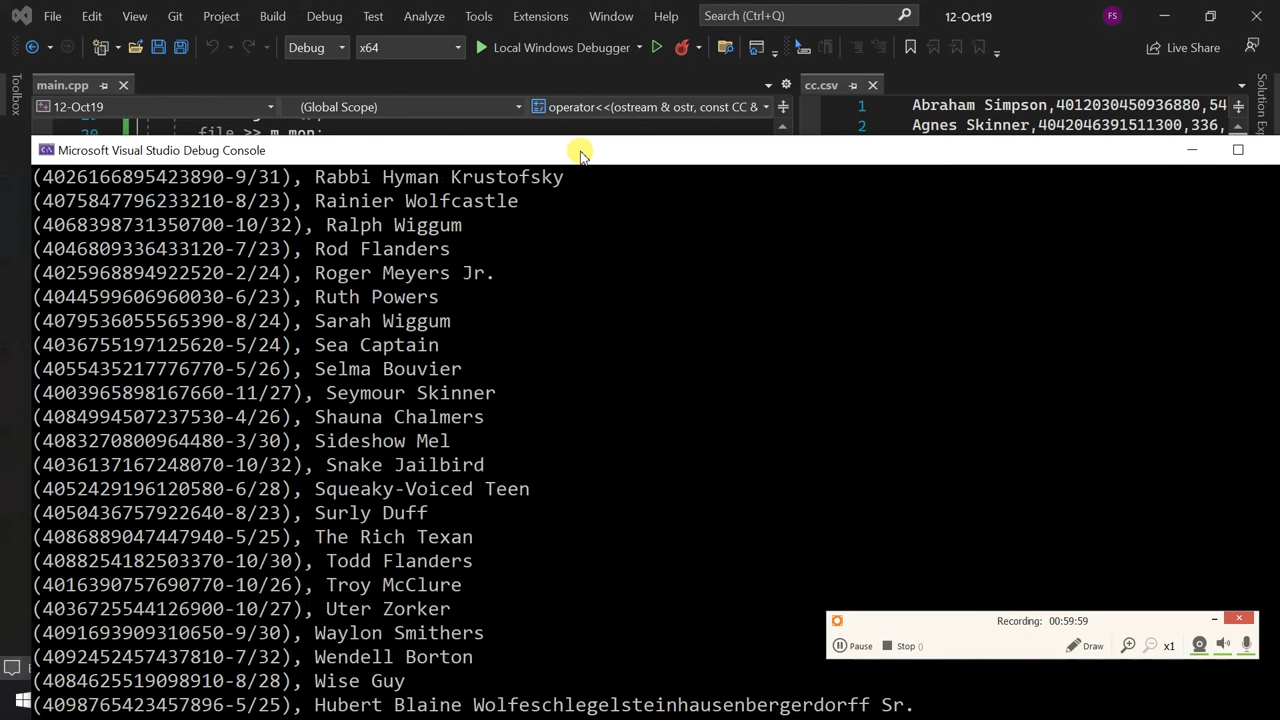 File Edit View Git Project Build Debug Test Analyze Tools Extensions Window Help Search (Ctrl+Q) 12-Oct19 FS
Debug x64 Local Windows Debugger Live Share
Toolbox main.cpp cc.csv
12-Oct19 (Global Scope) operator<<(ostream & ostr, const CC & 1 Abraham Simpson,4012030450936880,54
20 file >> m.mon; 2 Agnes Skinner,4042046391511300,336,
Microsoft Visual Studio Debug Console
(4026166895423890-9/31), Rabbi Hyman Krustofsky
(4075847796233210-8/23), Rainier Wolfcastle
(4068398731350700-10/32), Ralph Wiggum
(4046809336433120-7/23), Rod Flanders
(4025968894922520-2/24), Roger Meyers Jr.
(4044599606960030-6/23), Ruth Powers
(4079536055565390-8/24), Sarah Wiggum
(4036755197125620-5/24), Sea Captain
(4055435217776770-5/26), Selma Bouvier
(4003965898167660-11/27), Seymour Skinner
(4084994507237530-4/26), Shauna Chalmers
(4083270800964480-3/30), Sideshow Mel
(4036137167248070-10/32), Snake Jailbird
(4052429196120580-6/28), Squeaky-Voiced Teen
(4050436757922640-8/23), Surly Duff
(4086889047447940-5/25), The Rich Texan
(4088254182503370-10/30), Todd Flanders
(4016390757690770-10/26), Troy McClure
(4036725544126900-10/27), Uter Zorker
(4091693909310650-9/30), Waylon Smithers
(4092452457437810-7/32), Wendell Borton
(4084625519098910-8/28), Wise Guy
(4098765423457896-5/25), Hubert Blaine Wolfeschlegelsteinhausenbergerdorff Sr.
Recording: 00:59:59
Pause Stop () Draw x1